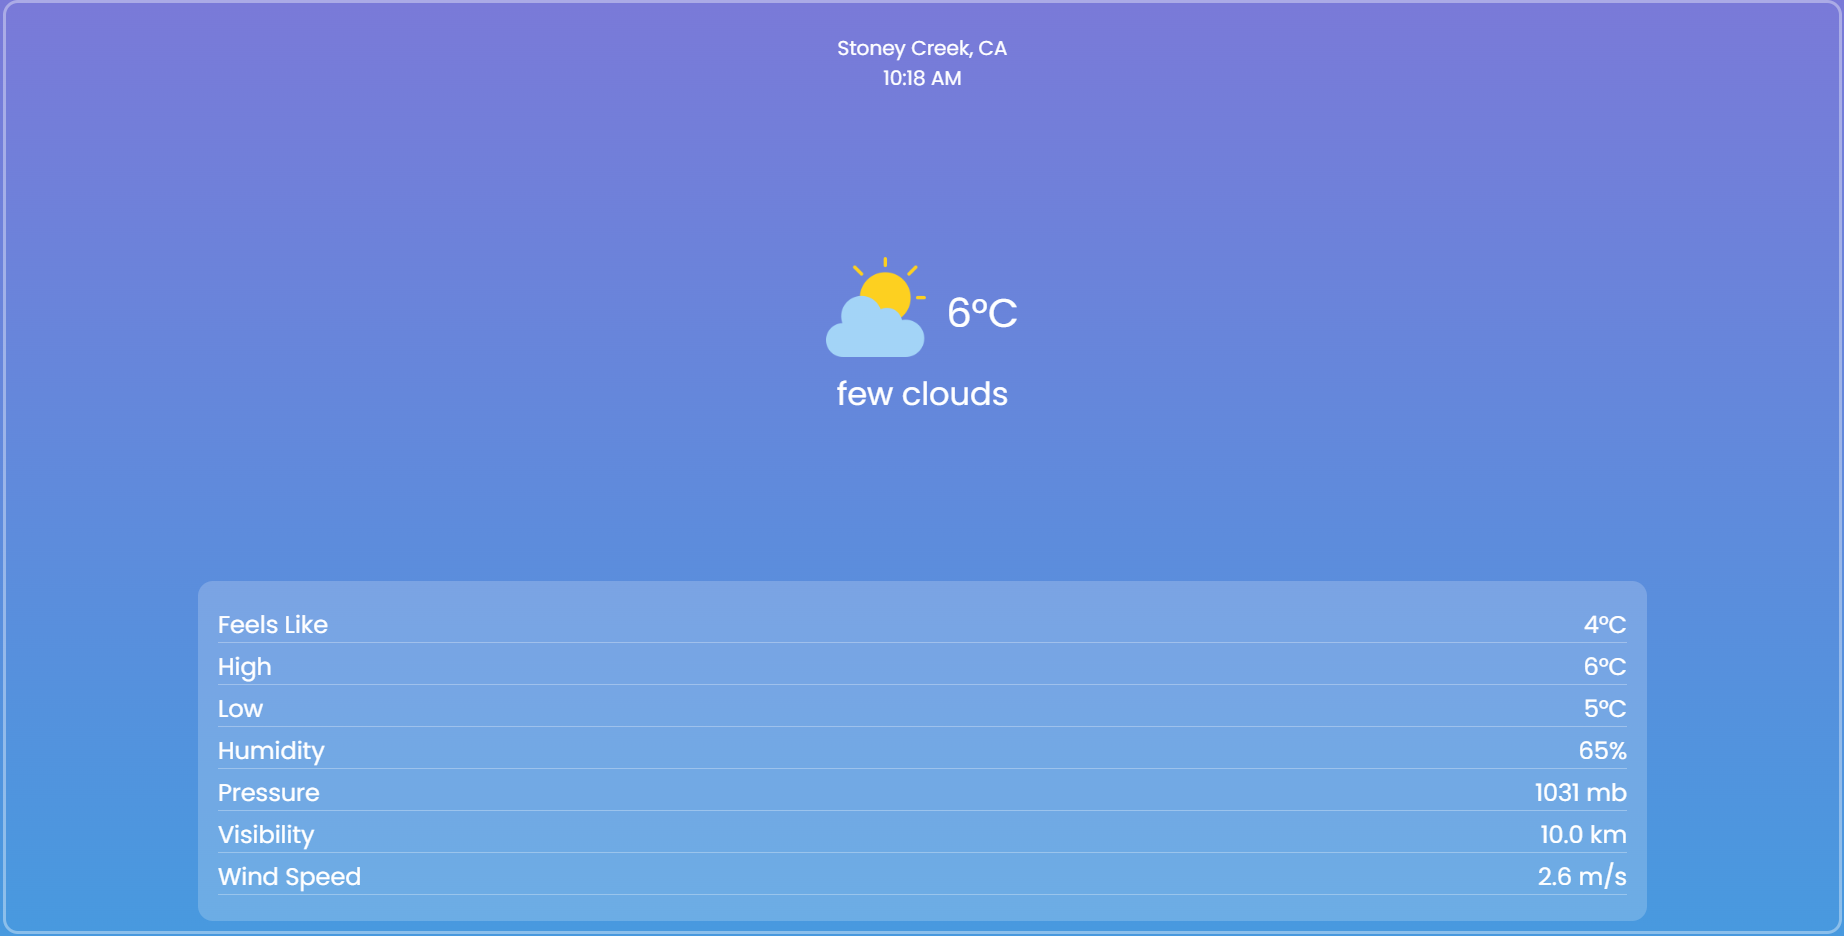 Stoney Creek, CA
10:18 AM
6°C
few clouds
Feels Like 4°C
High 6°C
Low 5°C
Humidity 65%
Pressure 1031 mb
Visibility 10.0 km
Wind Speed 2.6 m/s